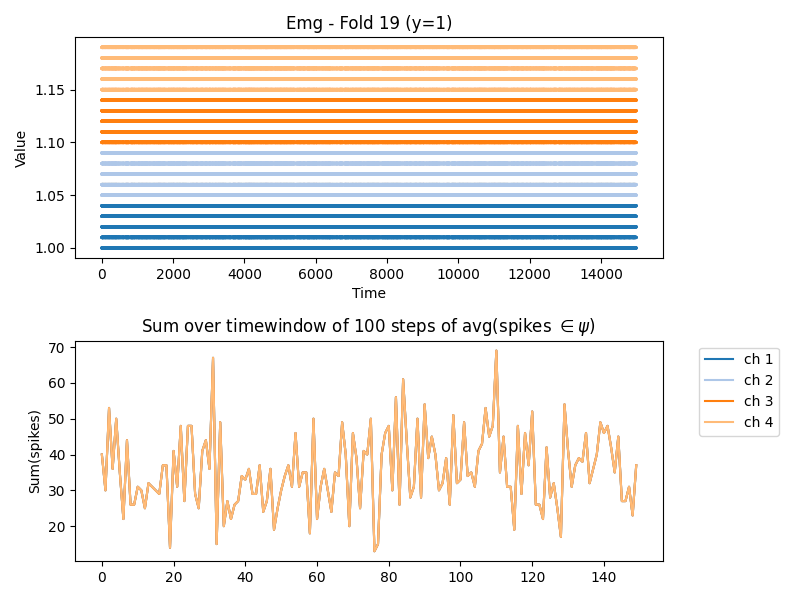 Emg - Fold 19 (y=1)
Value
1.15
1.10
1.05
1.00
0 2000 4000 6000 8000 10000 12000 14000
Time
Sum over timewindow of 100 steps of avg(spikes ∈ ψ)
Sum(spikes)
70
60
50
40
30
20
0 20 40 60 80 100 120 140
ch 1
ch 2
ch 3
ch 4